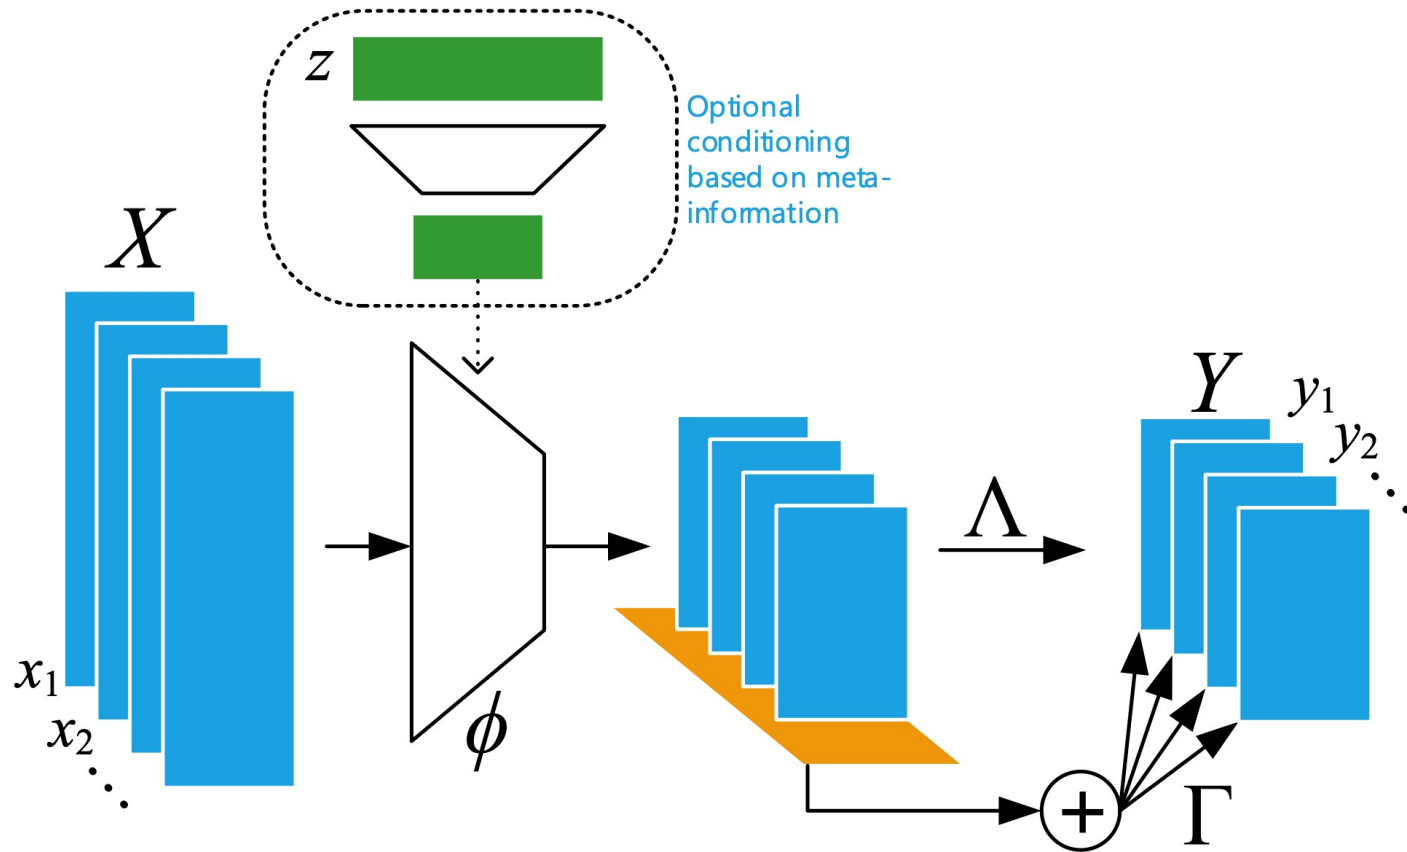 z
Optional
conditioning
based on meta-
information
X
x1
x2
ϕ
Λ
Y
y1
y2
+
Γ